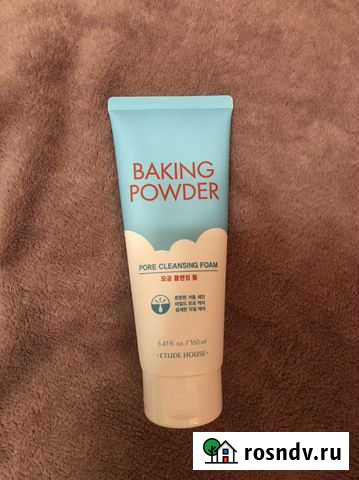 BAKING
POWDER
PORE CLEANSING FOAM
모공 클렌징 폼
5.41 fl. oz. / 160 ml
·ETUDE HOUSE·
rosndv.ru